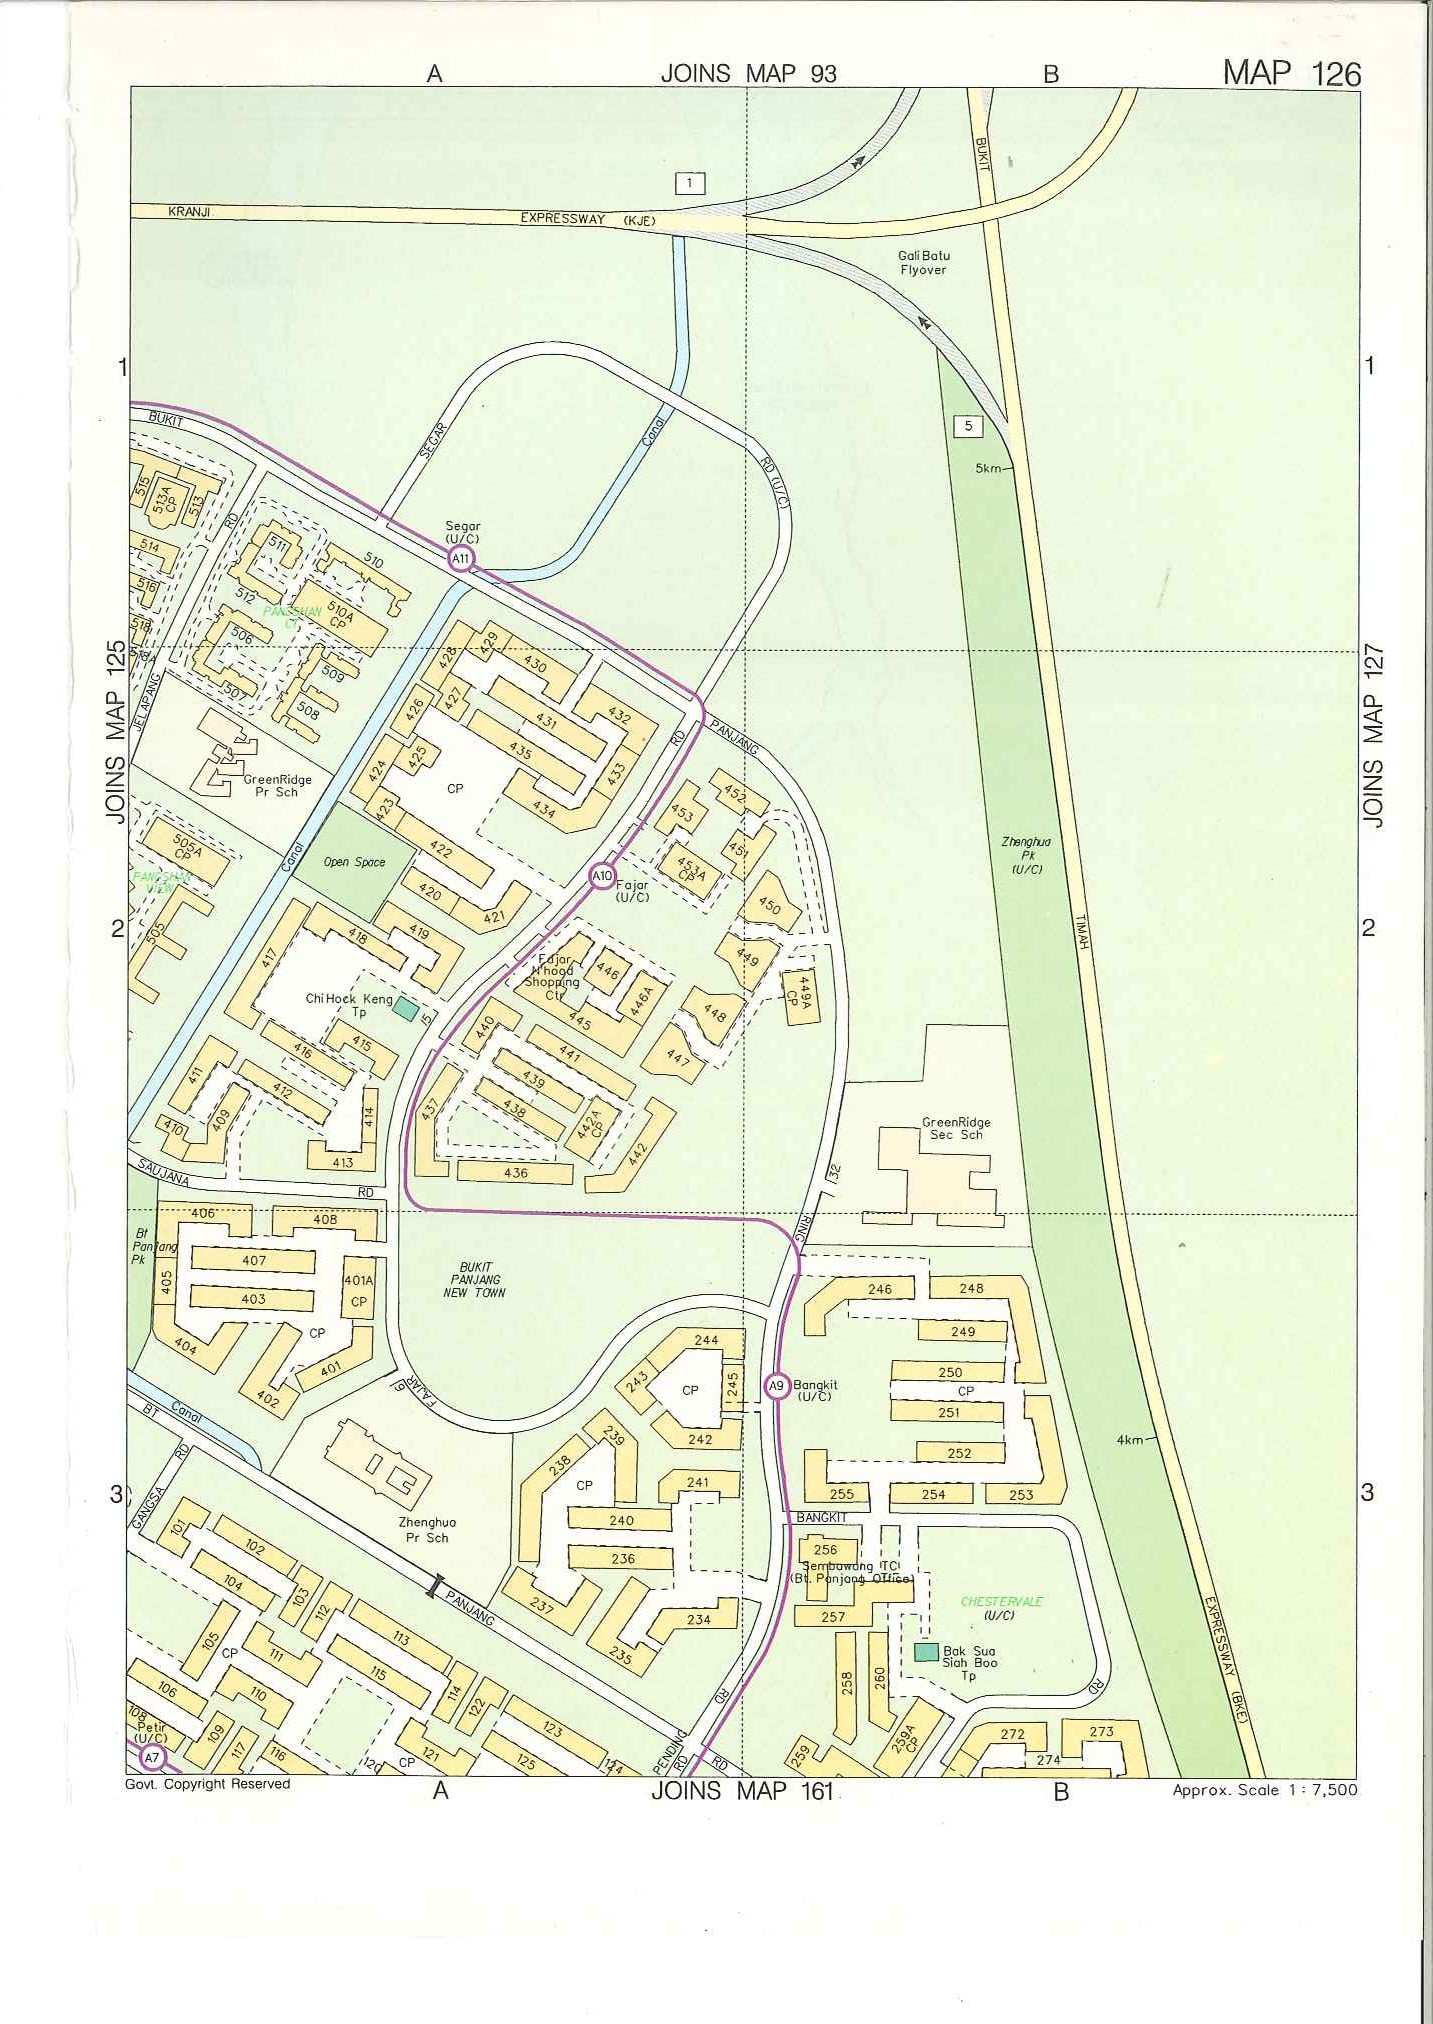 A
JOINS MAP 93
B
MAP 126
1
BUKIT
KRANJI
EXPRESSWAY (KJE)
Gali Batu
Flyover
1
1
BUKIT
SEGAR
Canal
RD (U/C)
5
5km
515
513A
CP
513
RD
Segar
(U/C)
A11
514
511
510
516
512
PANGSHAN
CT
510A
CP
518
506
518A
509
507
508
JELAPANG
JOINS MAP 125
JOINS MAP 127
428
429
430
427
426
431
432
435
RD
PANJANG
424
425
433
GreenRidge
Pr Sch
CP
423
434
452
453
451
422
453A
CP
Zhenghua
Pk
(U/C)
505A
CP
Canal
Open Space
A10
Fajar
(U/C)
PANGSHAN
VIEW
420
421
450
2
505
417
418
419
TIMAH
2
Fajar
N'hood
Shopping
Ctr
446
446A
449
449A
CP
Chi Hock Keng
Tp
15
445
448
440
416
415
441
447
411
412
439
438
437
442A
CP
410
409
414
442
GreenRidge
Sec Sch
413
436
SAUJANA
RD
132
406
408
RING
Bt
Panjang
Pk
407
401A
CP
405
403
BUKIT
PANJANG
NEW TOWN
246
248
404
CP
401
402
244
249
243
CP
245
A9
Bangkit
(U/C)
250
CP
251
61
FAJAR
Canal
BT
242
239
238
252
4km
RD
CP
241
3
GANGSA
255
254
253
3
101
Zhenghua
Pr Sch
240
BANGKIT
102
236
256
Sembawang TC
(Bt. Panjang Office)
104
103
112
PANJANG
237
234
257
CHESTERVALE
(U/C)
EXPRESSWAY (BKE)
105
CP
111
113
235
Bak Sua
Siah Boo
Tp
115
258
260
106
110
114
122
RD
RD
108
Petir
(U/C)
109
117
116
123
PENDING
RD
RD
259A
CP
272
273
A7
120
CP
121
125
124
259
274
Govt. Copyright Reserved
A
JOINS MAP 161
B
Approx. Scale 1 : 7,500